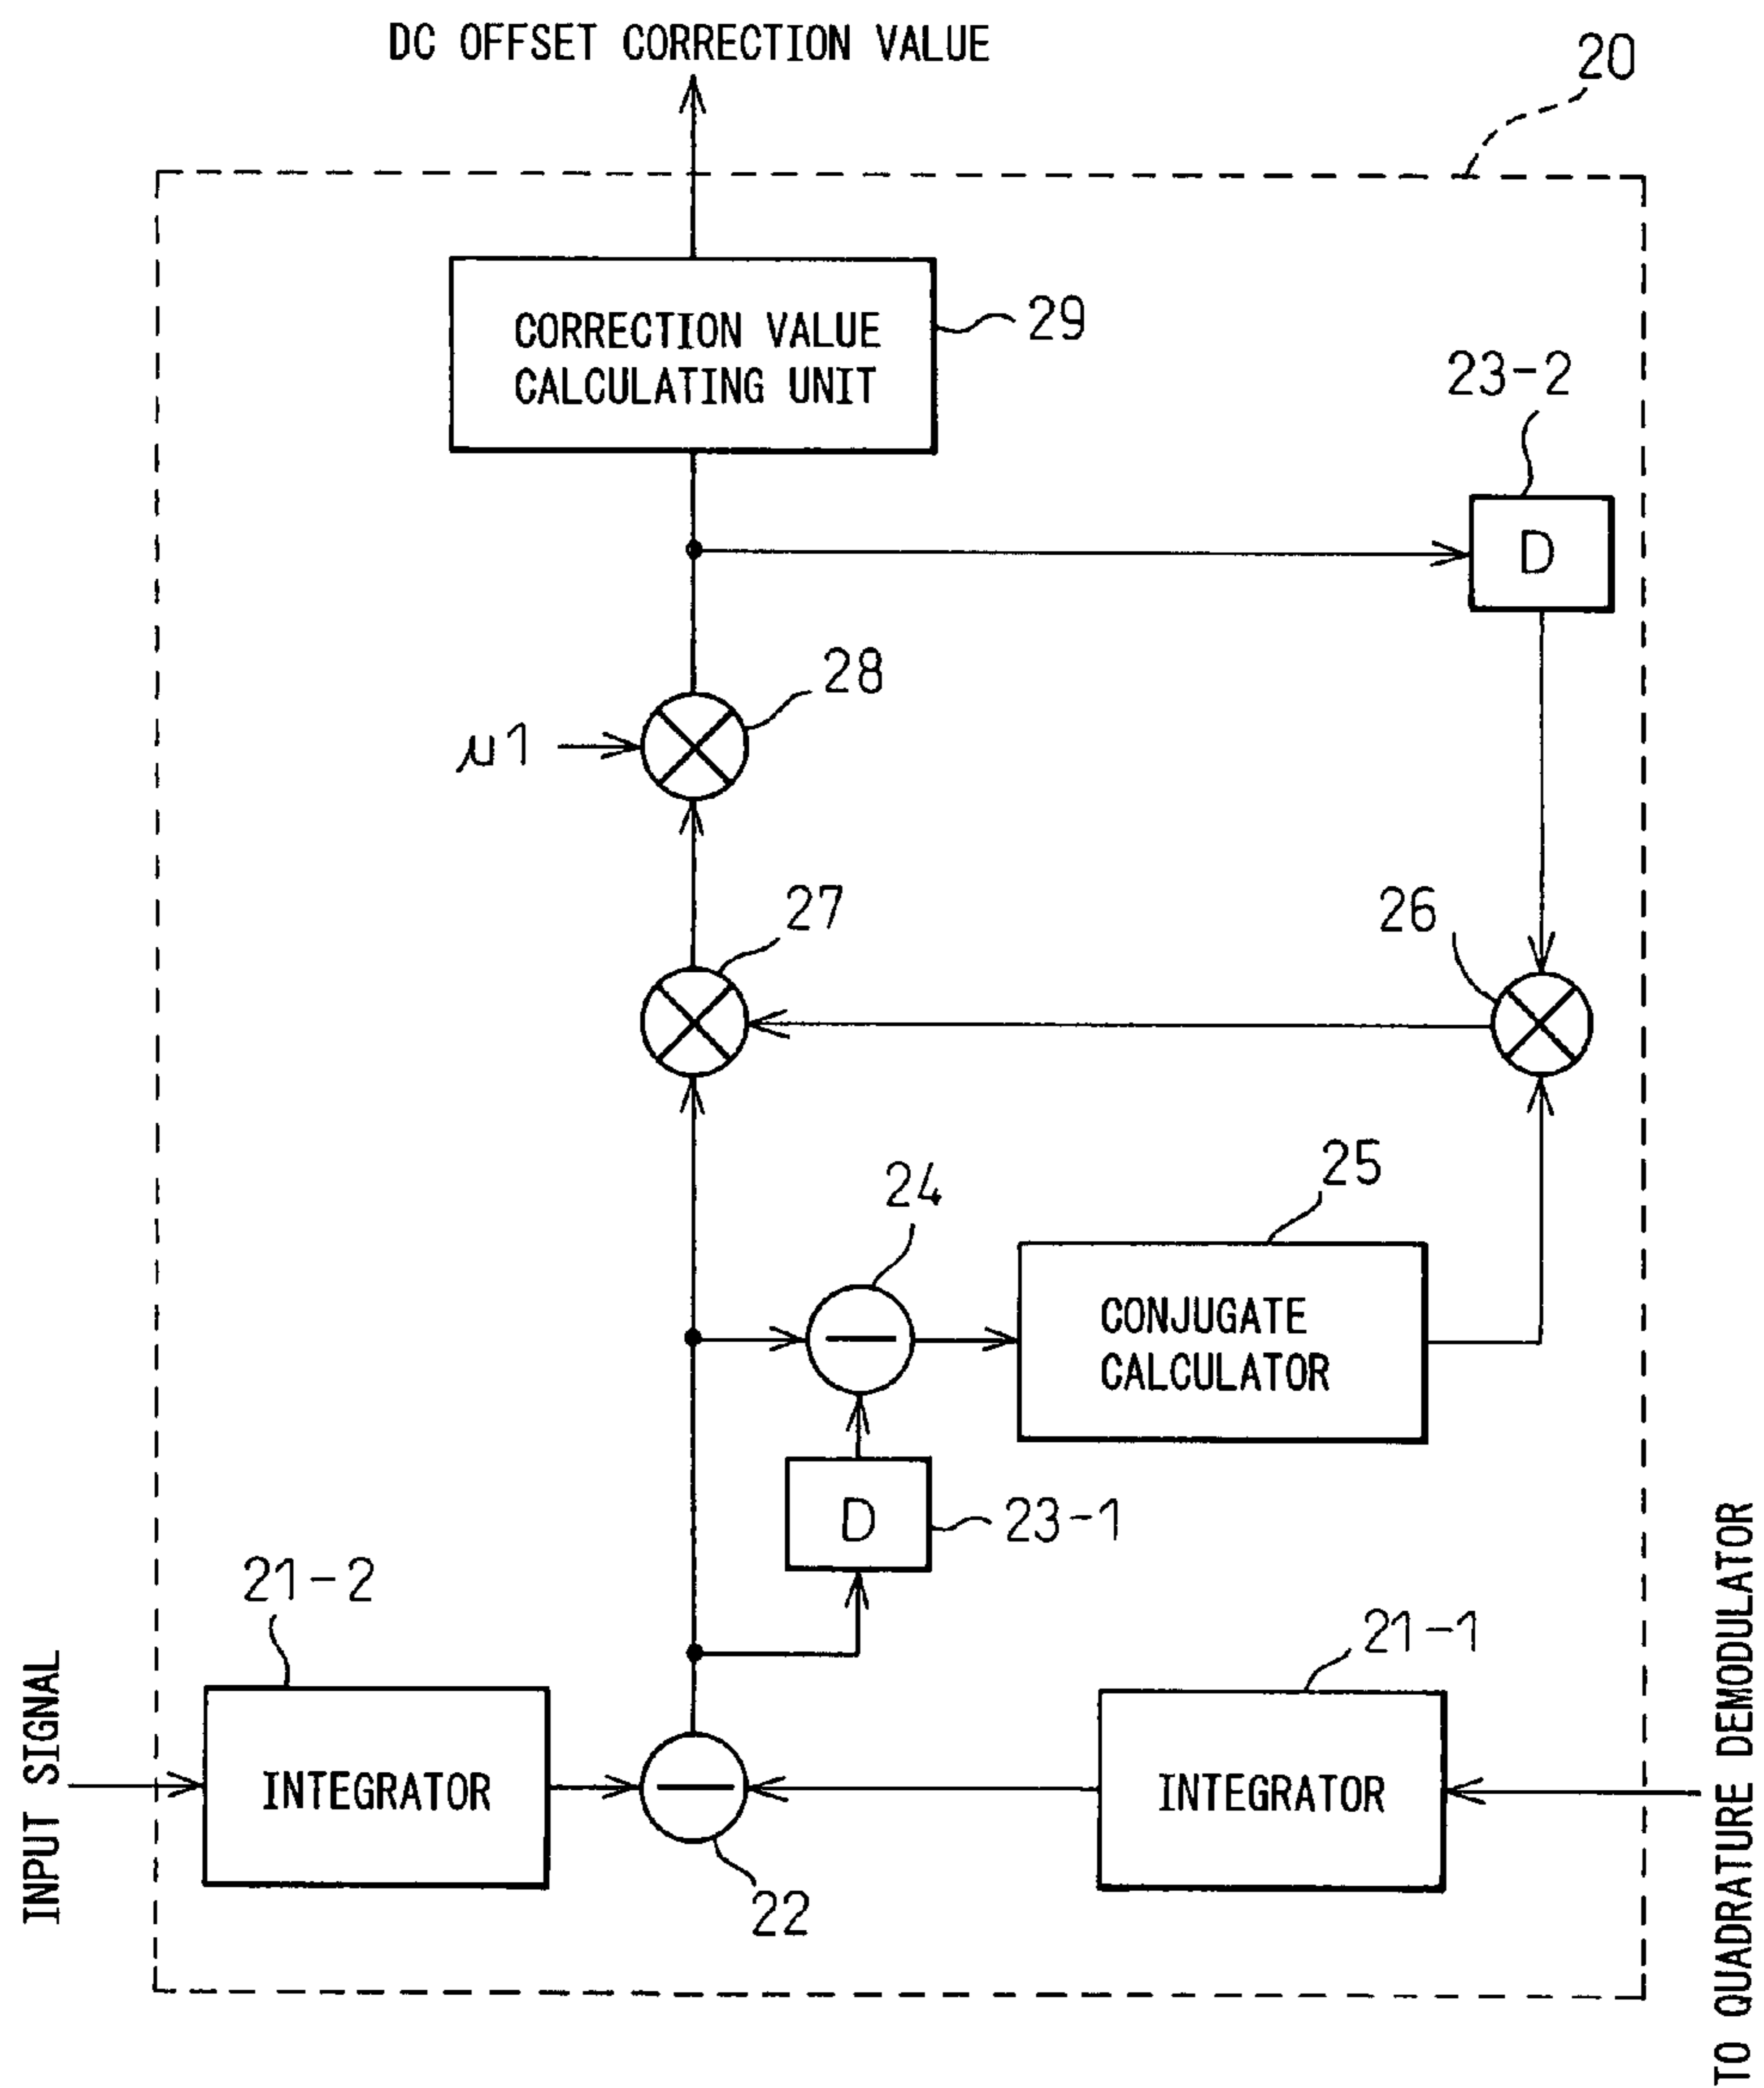 DC OFFSET CORRECTION VALUE
20
CORRECTION VALUE
CALCULATING UNIT
29
23-2
D
28
μ1
27
26
24
25
CONJUGATE
CALCULATOR
D
23-1
21-2
21-1
INPUT SIGNAL
INTEGRATOR
INTEGRATOR
22
TO QUADRATURE DEMODULATOR